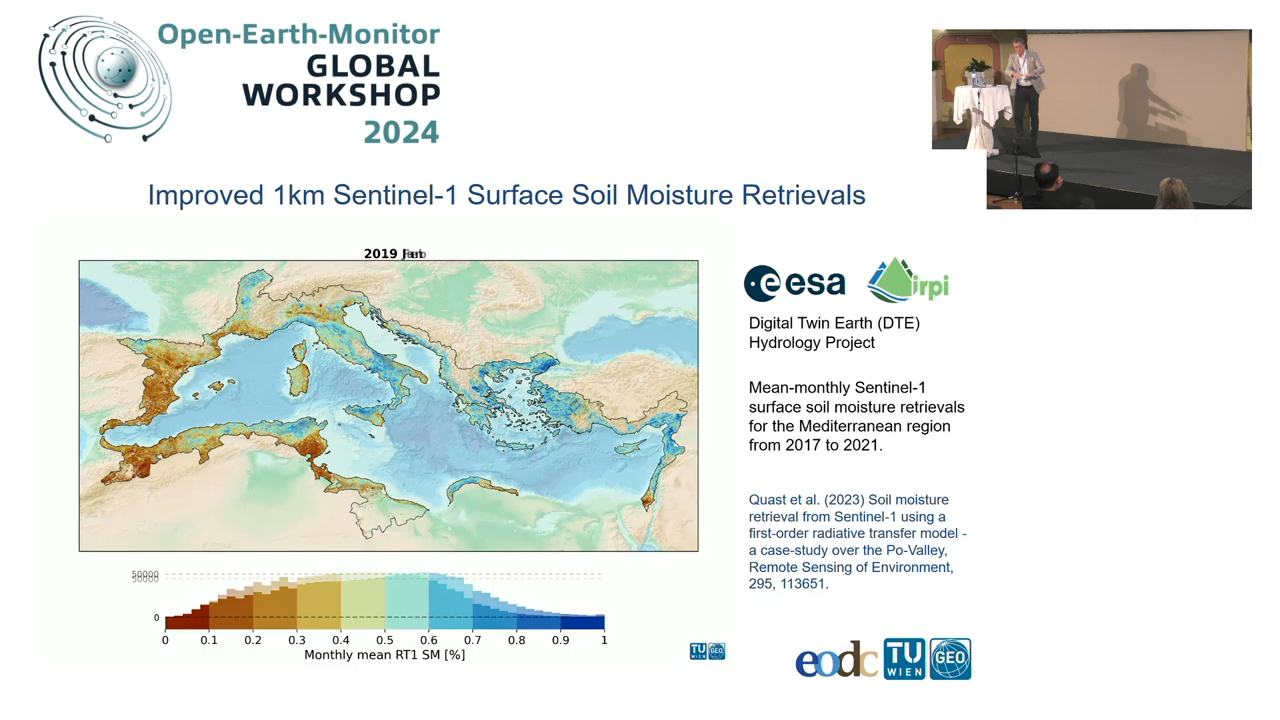 Open-Earth-Monitor
GLOBAL
WORKSHOP
2024
Improved 1km Sentinel-1 Surface Soil Moisture Retrievals
2019
esa
irpi
Digital Twin Earth (DTE)
Hydrology Project
Mean-monthly Sentinel-1
surface soil moisture retrievals
for the Mediterranean region
from 2017 to 2021.
Quast et al. (2023) Soil moisture
retrieval from Sentinel-1 using a
first-order radiative transfer model -
a case-study over the Po-Valley,
Remote Sensing of Environment,
295, 113651.
0
0 0.1 0.2 0.3 0.4 0.5 0.6 0.7 0.8 0.9 1
Monthly mean RT1 SM [%]
TU
WIEN
GEO
eodc
TU
WIEN
GEO